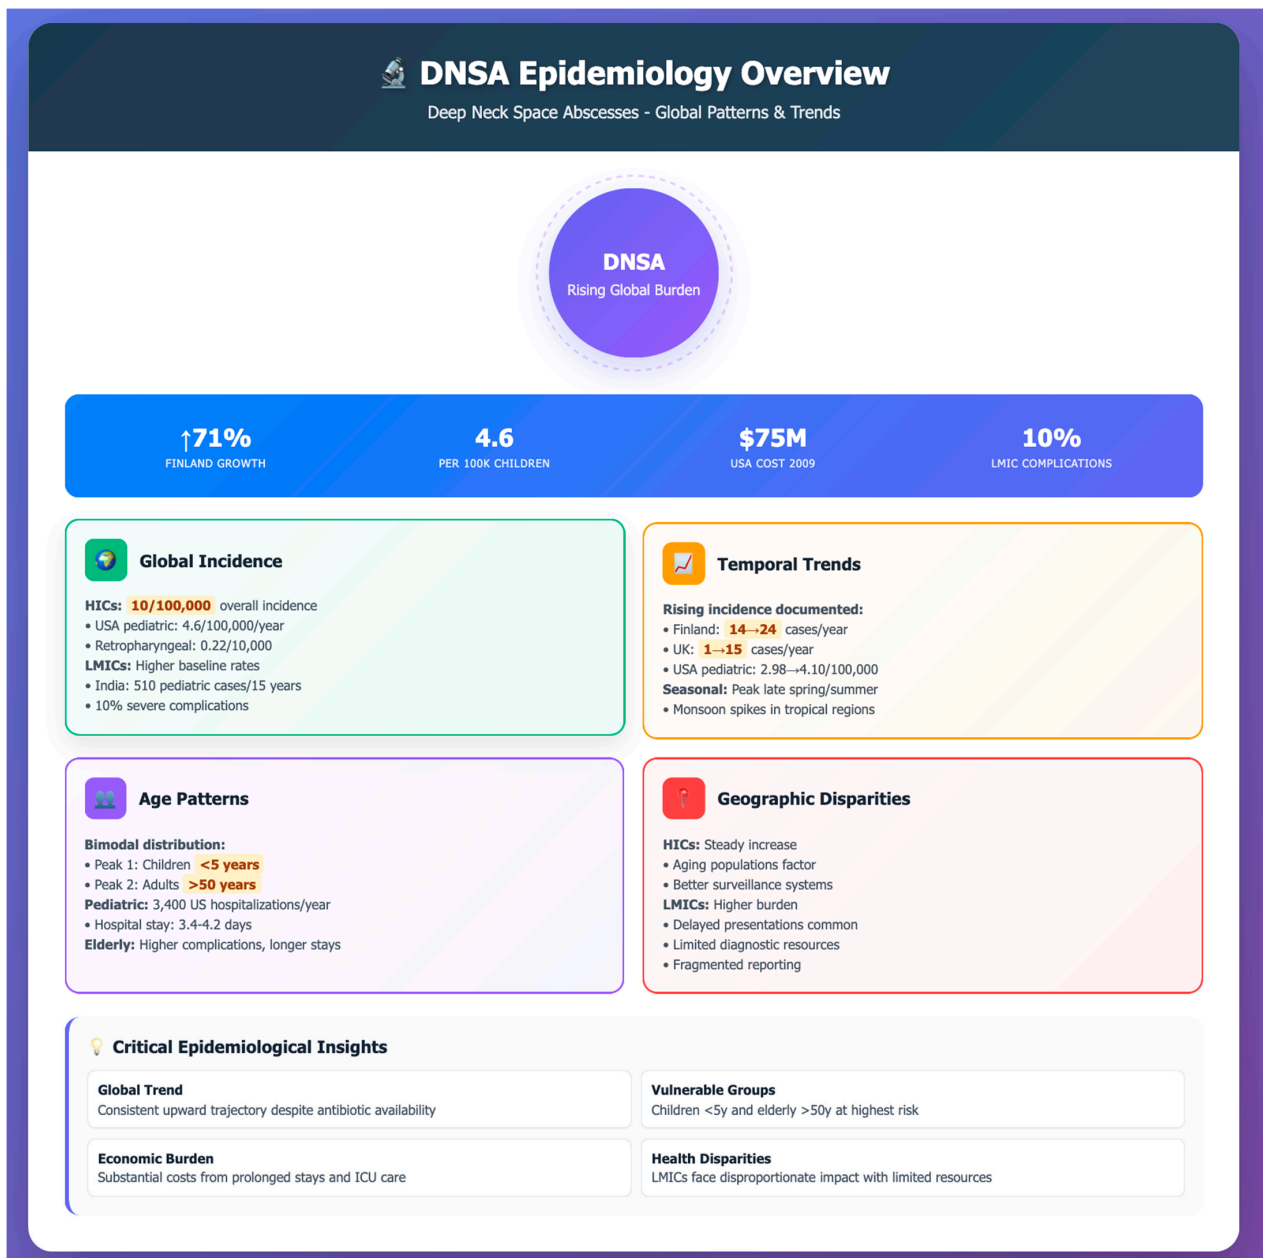 🔬 DNSA Epidemiology Overview
Deep Neck Space Abscesses - Global Patterns & Trends
DNSA
Rising Global Burden
↑71%
FINLAND GROWTH
4.6
PER 100K CHILDREN
$75M
USA COST 2009
10%
LMIC COMPLICATIONS
Global Incidence
HICs: 10/100,000 overall incidence
• USA pediatric: 4.6/100,000/year
• Retropharyngeal: 0.22/10,000
LMICs: Higher baseline rates
• India: 510 pediatric cases/15 years
• 10% severe complications
Temporal Trends
Rising incidence documented:
• Finland: 14→24 cases/year
• UK: 1→15 cases/year
• USA pediatric: 2.98→4.10/100,000
Seasonal: Peak late spring/summer
• Monsoon spikes in tropical regions
Age Patterns
Bimodal distribution:
• Peak 1: Children <5 years
• Peak 2: Adults >50 years
Pediatric: 3,400 US hospitalizations/year
• Hospital stay: 3.4-4.2 days
Elderly: Higher complications, longer stays
Geographic Disparities
HICs: Steady increase
• Aging populations factor
• Better surveillance systems
LMICs: Higher burden
• Delayed presentations common
• Limited diagnostic resources
• Fragmented reporting
💡 Critical Epidemiological Insights
Global Trend
Consistent upward trajectory despite antibiotic availability
Vulnerable Groups
Children <5y and elderly >50y at highest risk
Economic Burden
Substantial costs from prolonged stays and ICU care
Health Disparities
LMICs face disproportionate impact with limited resources